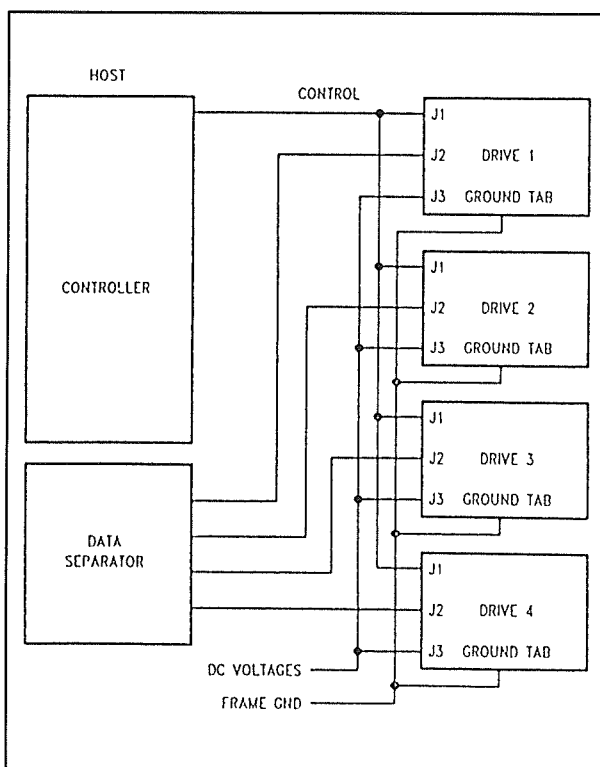 HOST
CONTROL
CONTROLLER
J1
J2 DRIVE 1
J3 GROUND TAB
J1
J2 DRIVE 2
J3 GROUND TAB
J1
J2 DRIVE 3
J3 GROUND TAB
DATA
SEPARATOR
J1
J2 DRIVE 4
J3 GROUND TAB
DC VOLTAGES
FRAME GND